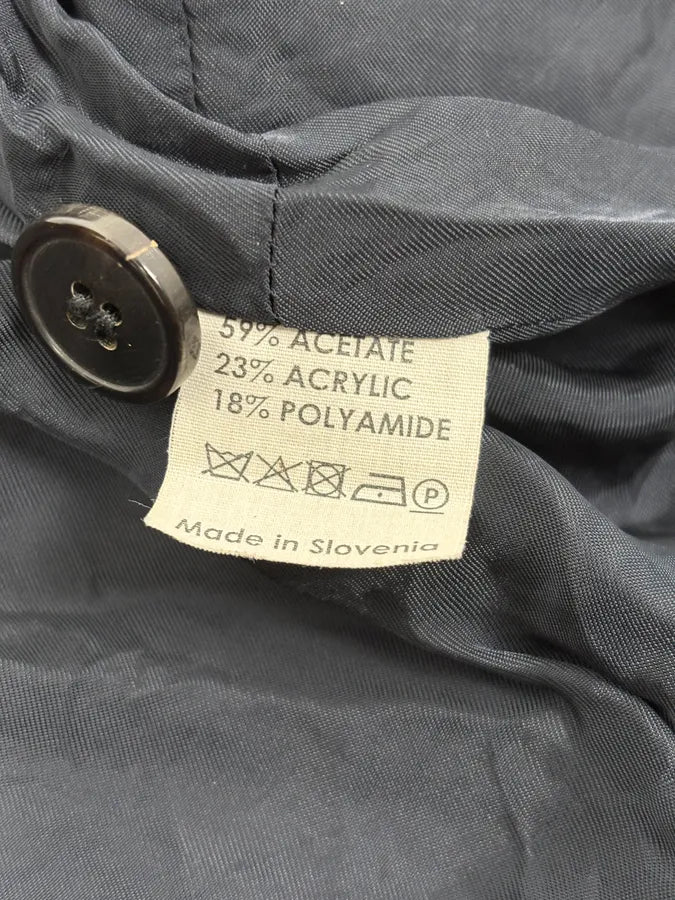 59% ACETATE
23% ACRYLIC
18% POLYAMIDE
P
Made in Slovenia